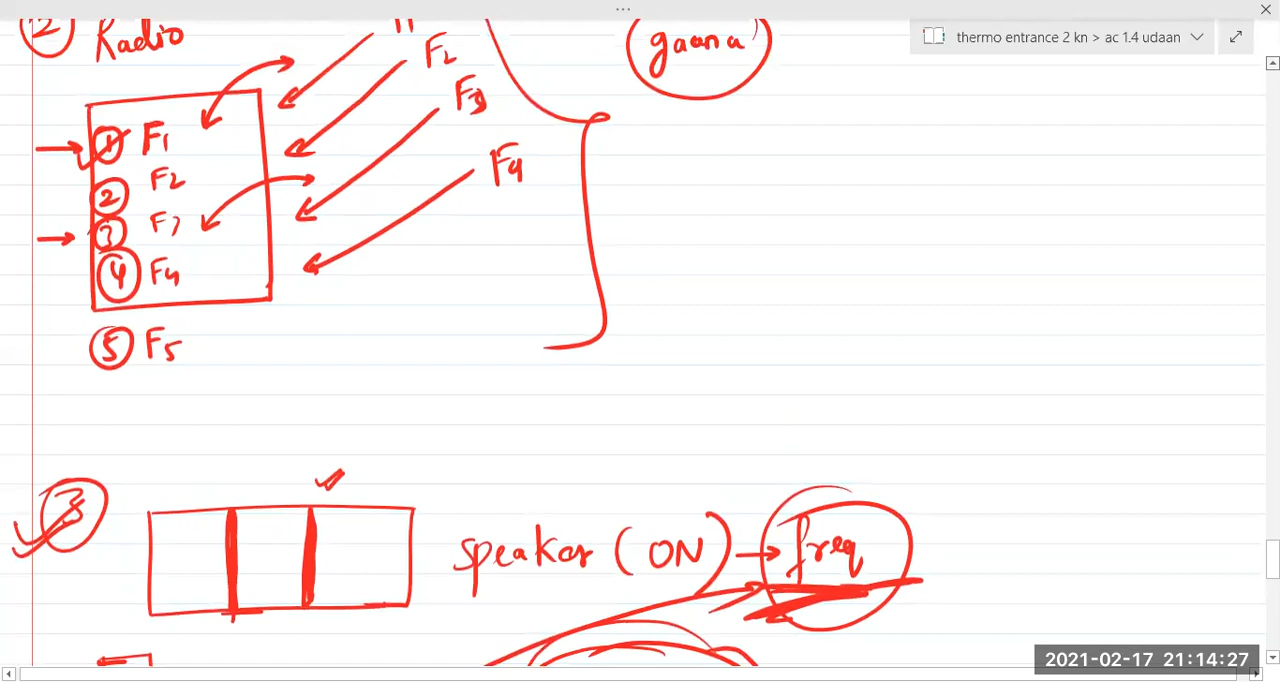 thermo entrance 2 kn > ac 1.4 udaan
② Radio
gaana
F2
F3
F4
① F1
② F2
③ F3
④ F4
⑤ F5
③
speaker (ON) → freq
2021-02-17 21:14:27